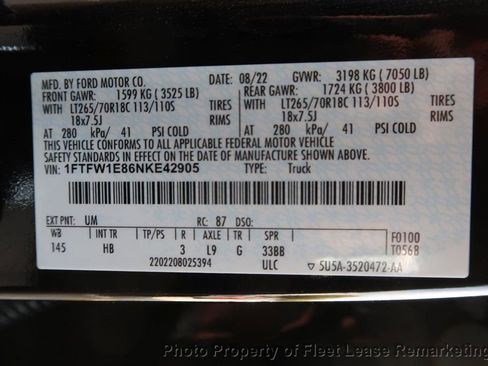 MFD. BY FORD MOTOR CO. DATE: 08/22 GVWR: 3198 KG ( 7050 LB)
FRONT GAWR: 1599 KG ( 3525 LB) REAR GAWR: 1724 KG ( 3800 LB)
WITH LT265/70R18C 113/110S TIRES WITH LT265/70R18C 113/110S TIRES
18x7.5J RIMS 18x7.5J RIMS
AT 280 kPa/ 41 PSI COLD AT 280 kPa/ 41 PSI COLD
THIS VEHICLE CONFORMS TO ALL APPLICABLE FEDERAL MOTOR VEHICLE
SAFETY STANDARDS IN EFFECT ON THE DATE OF MANUFACTURE SHOWN ABOVE.
VIN: 1FTFW1E86NKE42905 TYPE: Truck
EXT PNT: UM RC: 87 DSO:
WB INT TR TP/PS R AXLE TR SPR F0100
145 HB 3 L9 G 33BB T056B
2202208025394 ULC 5U5A-3520472-AA
Photo Property of Fleet Lease Remarketing